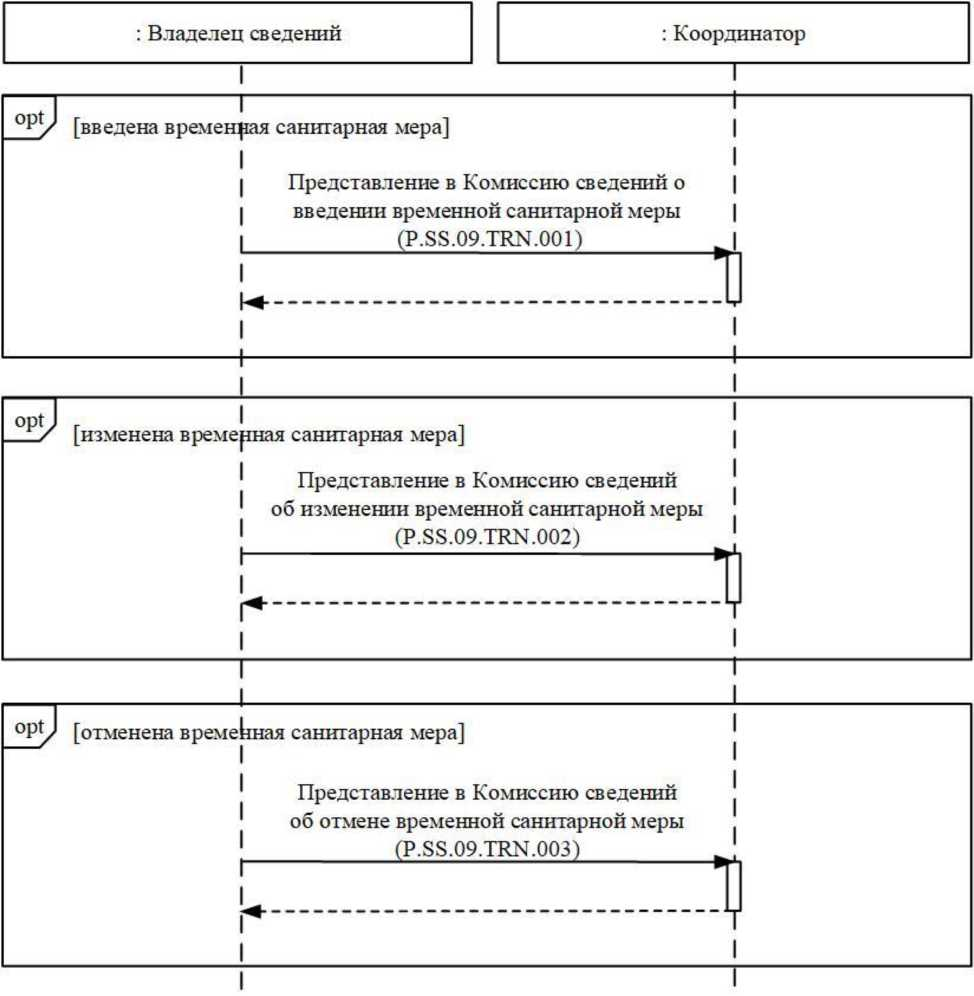 : Владелец сведений
: Координатор
opt
[введена временная санитарная мера]
Представление в Комиссию сведений о
введении временной санитарной меры
(P.SS.09.TRN.001)
opt
[изменена временная санитарная мера]
Представление в Комиссию сведений
об изменении временной санитарной меры
(P.SS.09.TRN.002)
opt
[отменена временная санитарная мера]
Представление в Комиссию сведений
об отмене временной санитарной меры
(P.SS.09.TRN.003)